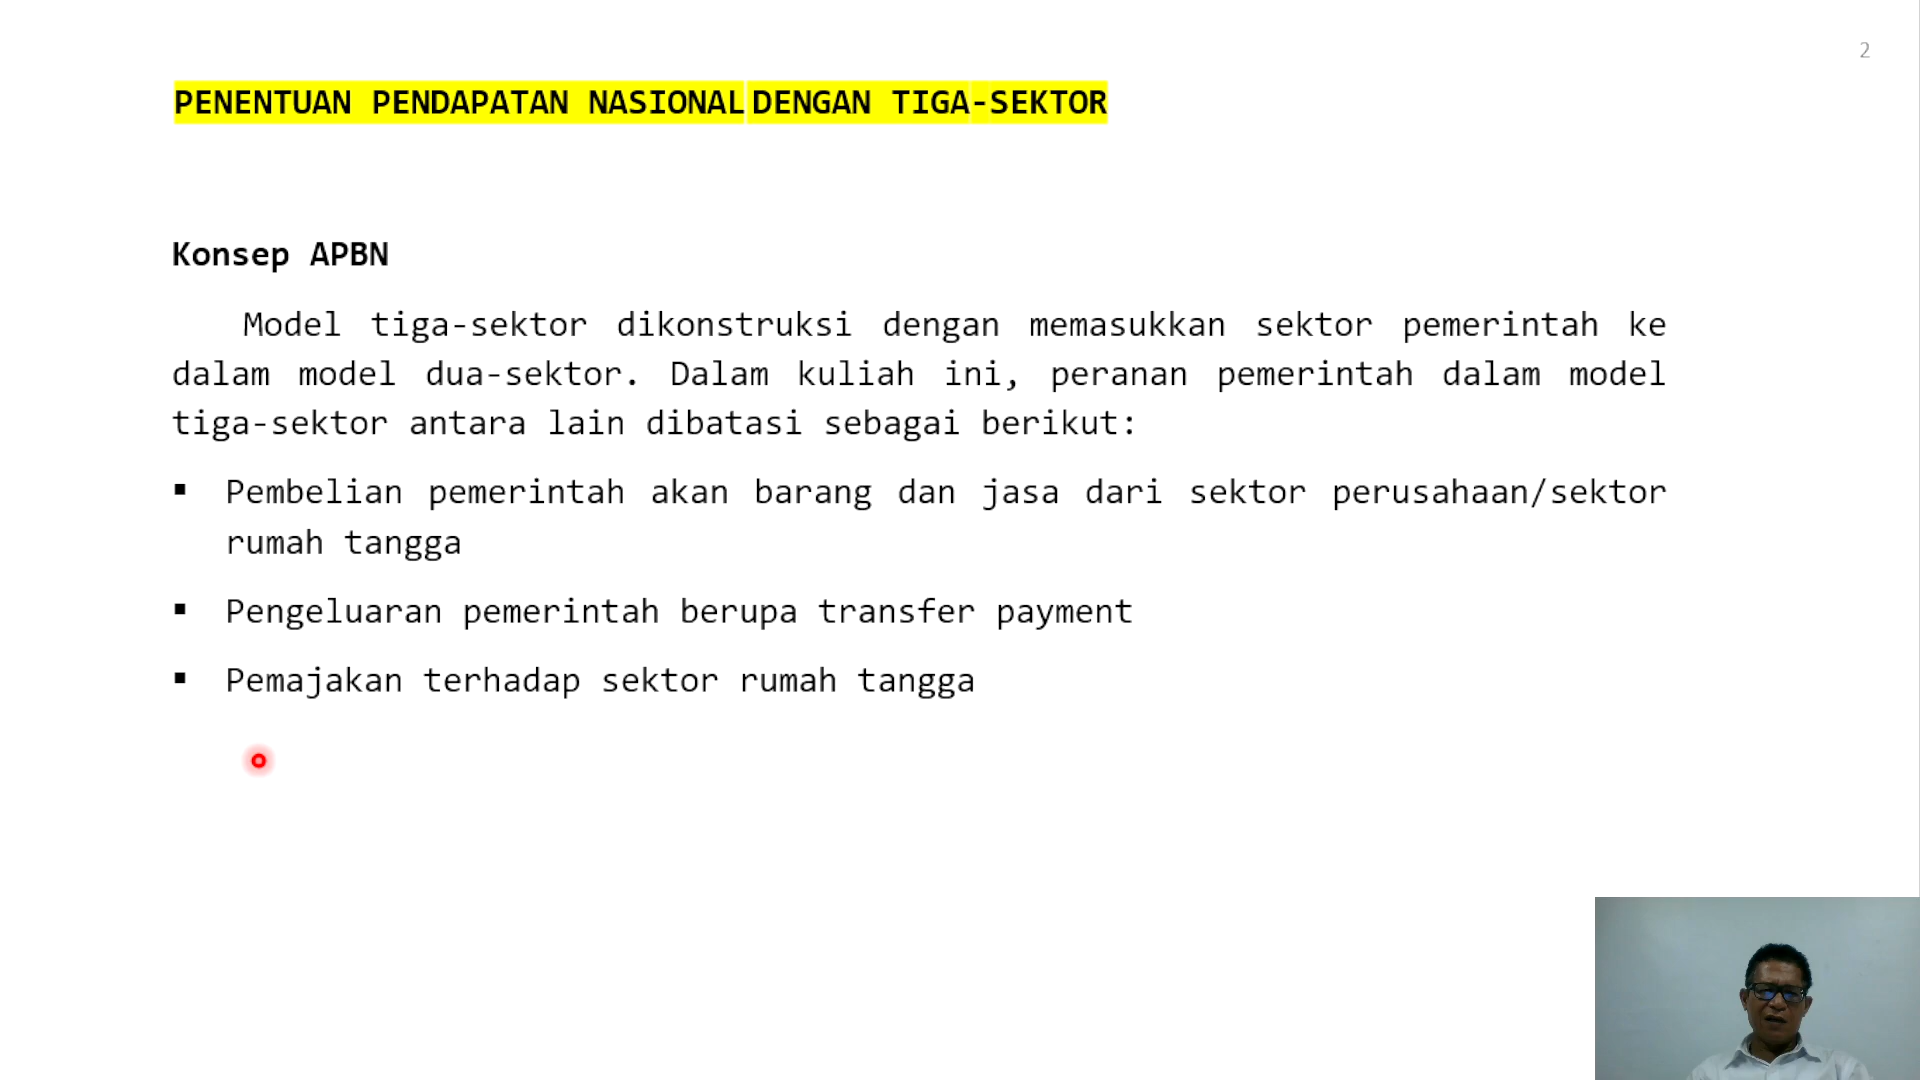 2
PENENTUAN PENDAPATAN NASIONAL DENGAN TIGA-SEKTOR
Konsep APBN
Model tiga-sektor dikonstruksi dengan memasukkan sektor pemerintah ke
dalam model dua-sektor. Dalam kuliah ini, peranan pemerintah dalam model
tiga-sektor antara lain dibatasi sebagai berikut:
▪ Pembelian pemerintah akan barang dan jasa dari sektor perusahaan/sektor
rumah tangga
▪ Pengeluaran pemerintah berupa transfer payment
▪ Pemajakan terhadap sektor rumah tangga